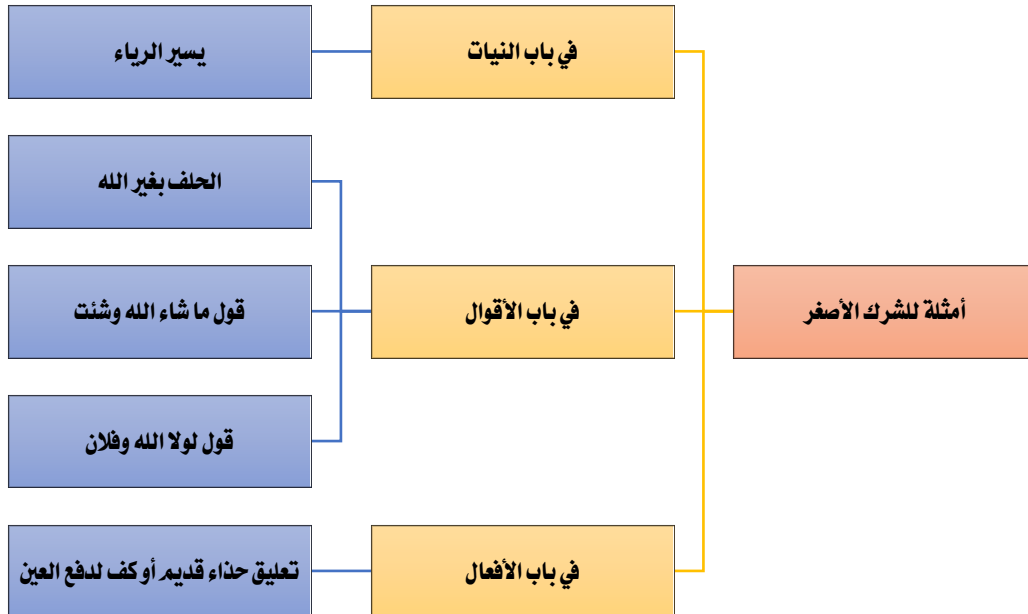 أمثلة للشرك الأصغر
في باب النيات
يسير الرياء
في باب الأقوال
الحلف بغير الله
قول ما شاء الله وشئت
قول لولا الله وفلان
في باب الأفعال
تعليق حذاء قديم أو كف لدفع العين